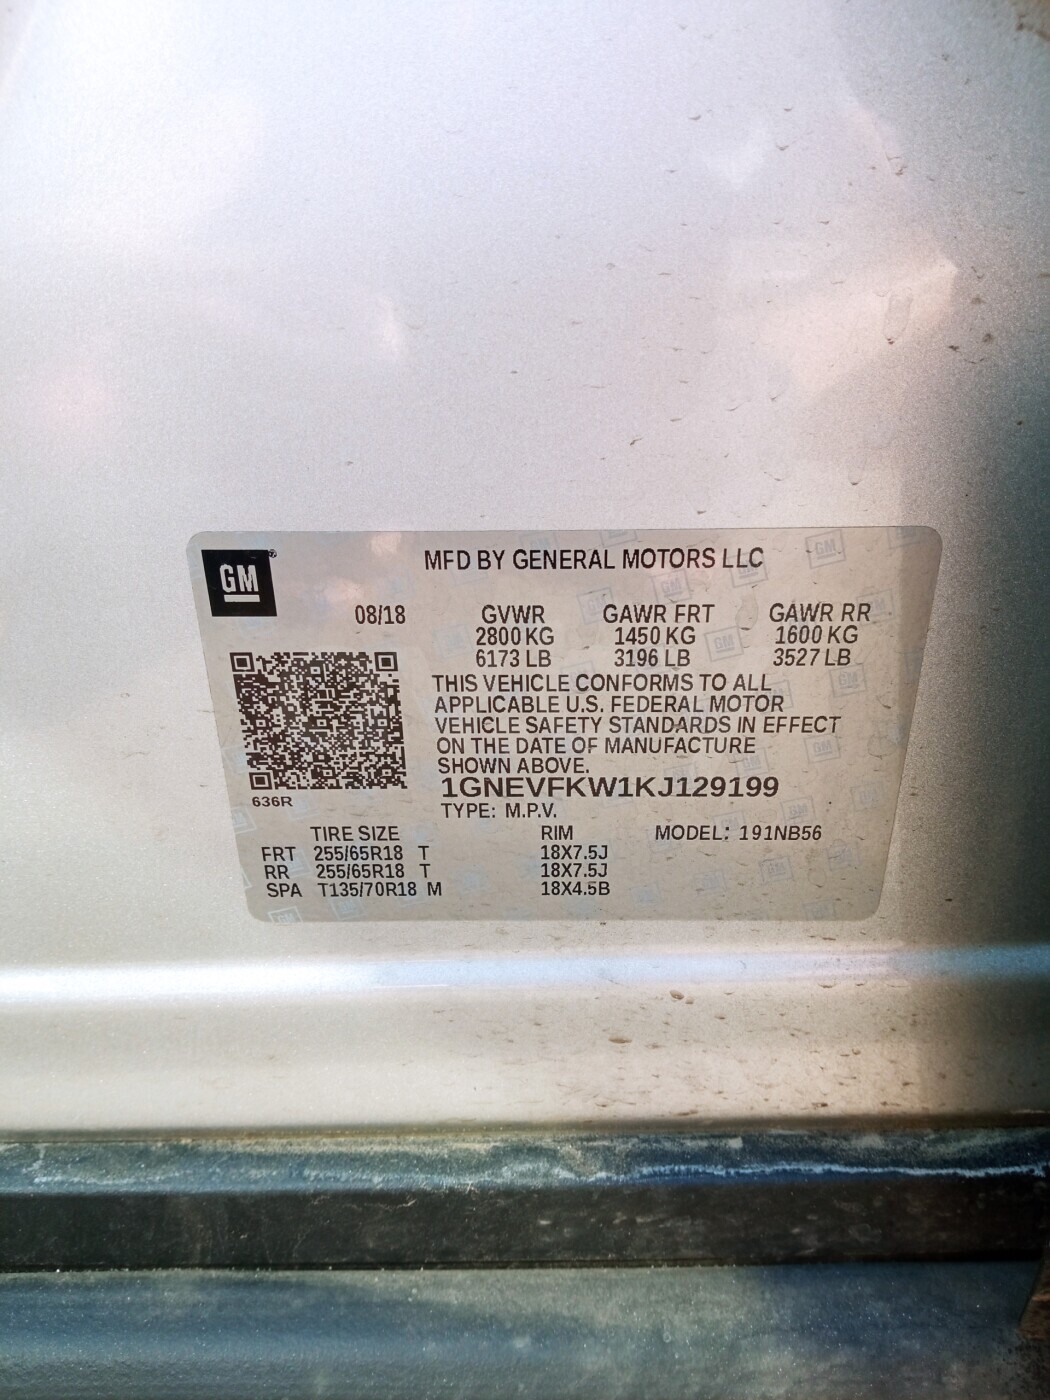 GM
MFD BY GENERAL MOTORS LLC
08/18 GVWR GAWR FRT GAWR RR
2800 KG 1450 KG 1600 KG
6173 LB 3196 LB 3527 LB
THIS VEHICLE CONFORMS TO ALL
APPLICABLE U.S. FEDERAL MOTOR
VEHICLE SAFETY STANDARDS IN EFFECT
ON THE DATE OF MANUFACTURE
SHOWN ABOVE.
1GNEVFKW1KJ129199
636R
TYPE: M.P.V.
TIRE SIZE RIM MODEL: 191NB56
FRT 255/65R18 T 18X7.5J
RR 255/65R18 T 18X7.5J
SPA T135/70R18 M 18X4.5B